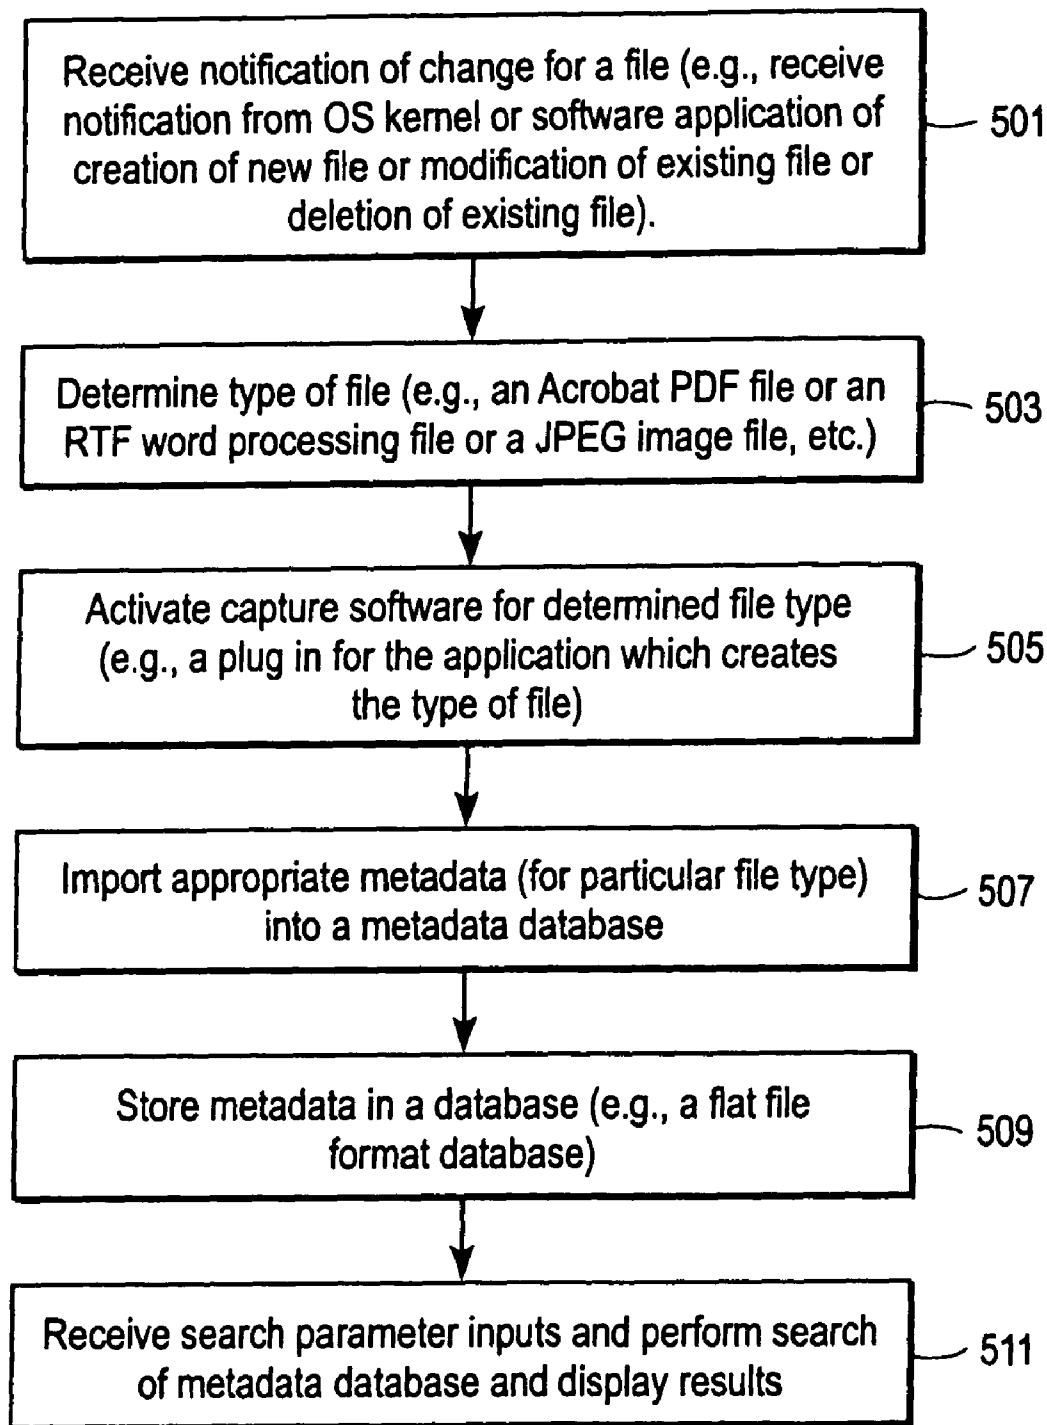 Receive notification of change for a file (e.g., receive
notification from OS kernel or software application of
creation of new file or modification of existing file or
deletion of existing file).
501
Determine type of file (e.g., an Acrobat PDF file or an
RTF word processing file or a JPEG image file, etc.)
503
Activate capture software for determined file type
(e.g., a plug in for the application which creates
the type of file)
505
Import appropriate metadata (for particular file type)
into a metadata database
507
Store metadata in a database (e.g., a flat file
format database)
509
Receive search parameter inputs and perform search
of metadata database and display results
511